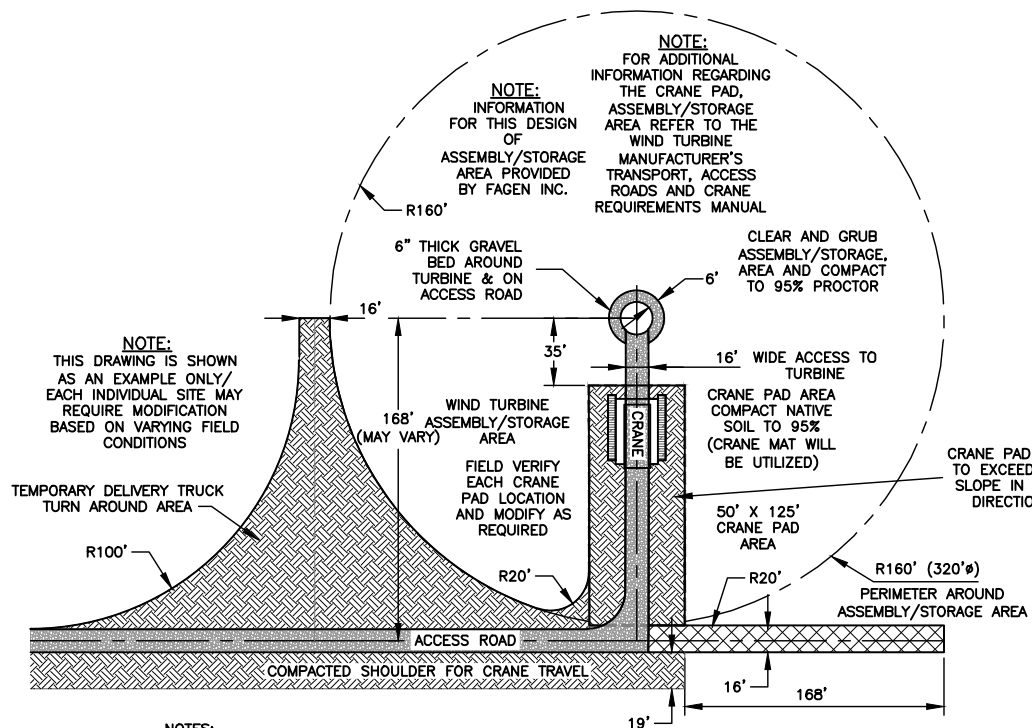 NOTE:
FOR ADDITIONAL
INFORMATION REGARDING
THE CRANE PAD,
ASSEMBLY/STORAGE
AREA REFER TO THE
WIND TURBINE
MANUFACTURER'S
TRANSPORT, ACCESS
ROADS AND CRANE
REQUIREMENTS MANUAL
NOTE:
INFORMATION
FOR THIS DESIGN
OF
ASSEMBLY/STORAGE
AREA PROVIDED
BY FAGEN INC.
R160'
6" THICK GRAVEL
BED AROUND
TURBINE & ON
ACCESS ROAD
CLEAR AND GRUB
ASSEMBLY/STORAGE,
AREA AND COMPACT
TO 95% PROCTOR
6'
16'
NOTE:
THIS DRAWING IS SHOWN
AS AN EXAMPLE ONLY/
EACH INDIVIDUAL SITE MAY
REQUIRE MODIFICATION
BASED ON VARYING FIELD
CONDITIONS
35'
16' WIDE ACCESS TO
TURBINE
168'
(MAY VARY)
WIND TURBINE
ASSEMBLY/STORAGE
AREA
CRANE
CRANE PAD AREA
COMPACT NATIVE
SOIL TO 95%
(CRANE MAT WILL
BE UTILIZED)
FIELD VERIFY
EACH CRANE
PAD LOCATION
AND MODIFY AS
REQUIRED
CRANE PAD
TO EXCEED
SLOPE IN
DIRECTIO
TEMPORARY DELIVERY TRUCK
TURN AROUND AREA
50' X 125'
CRANE PAD
AREA
R100'
R20'
R20'
R160' (320'ø)
PERIMETER AROUND
ASSEMBLY/STORAGE AREA
ACCESS ROAD
COMPACTED SHOULDER FOR CRANE TRAVEL
16'
168'
19'
NOTES: